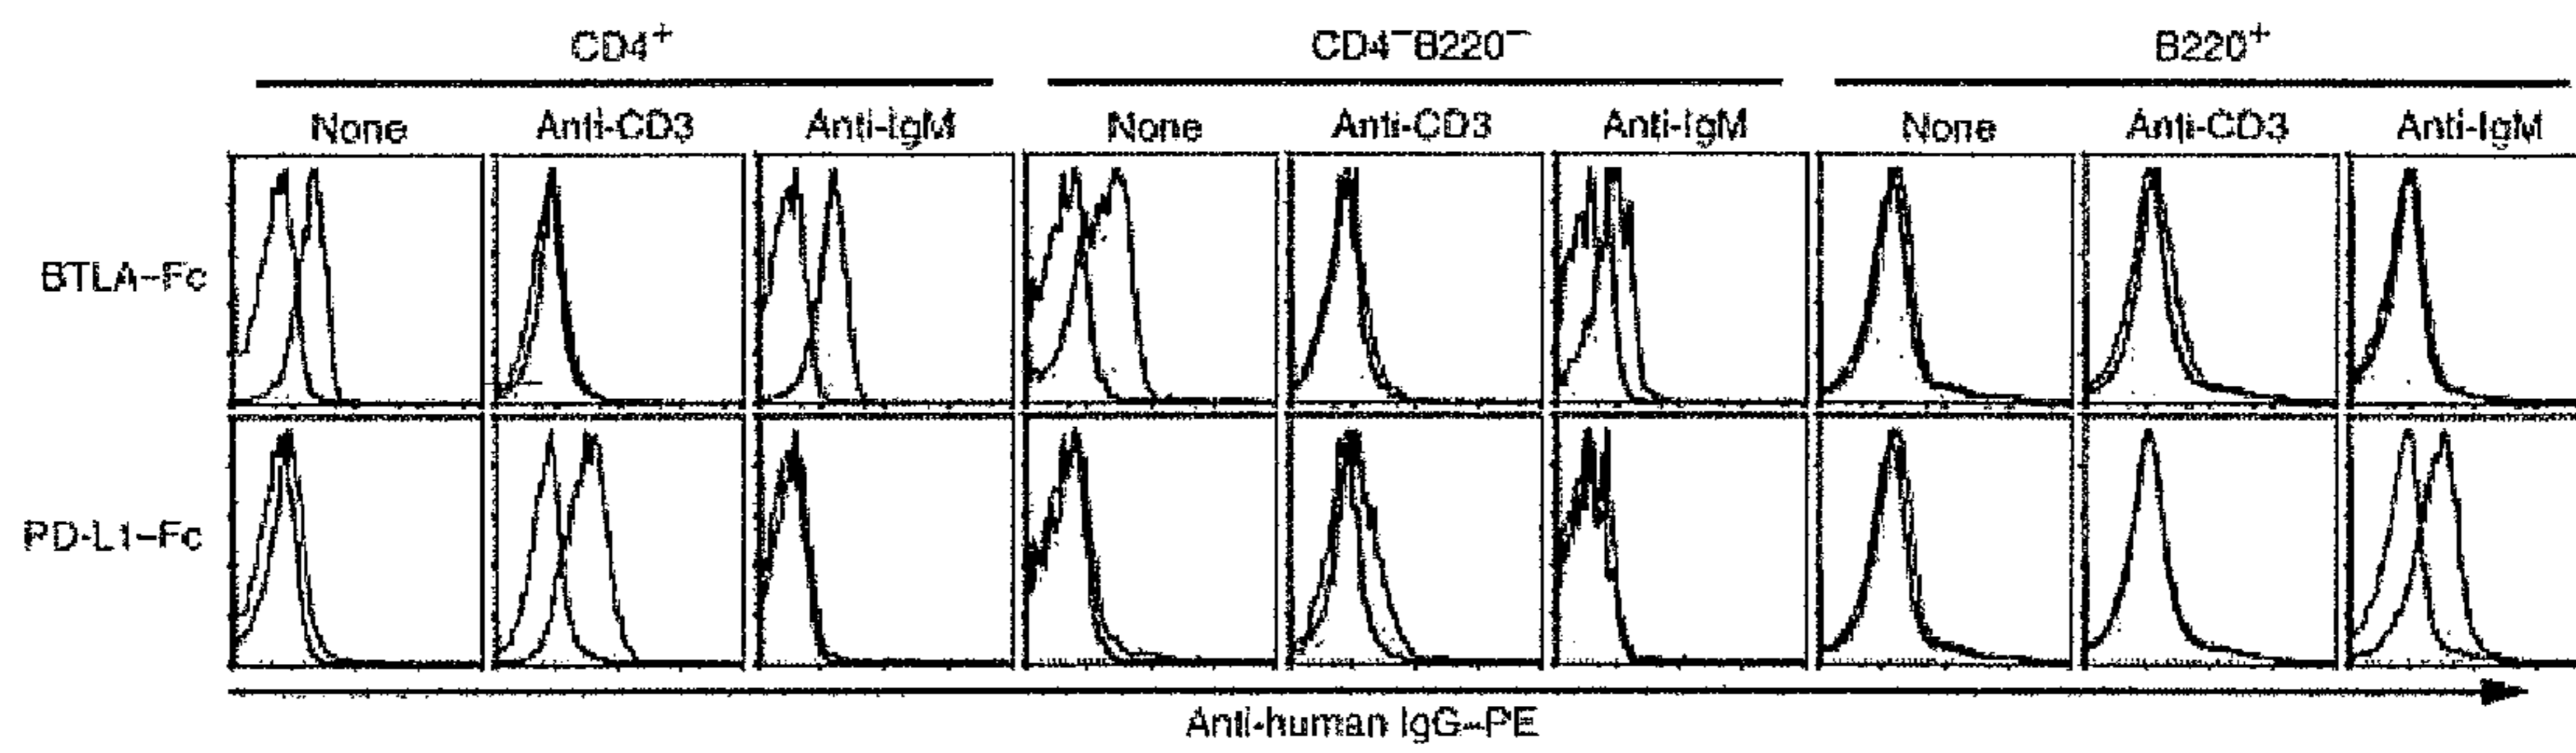 CD4⁺ CD4⁻B220⁻ B220⁺
None Anti-CD3 Anti-IgM None Anti-CD3 Anti-IgM None Anti-CD3 Anti-IgM
BTLA–Fc
PD-L1–Fc
Anti-human IgG–PE